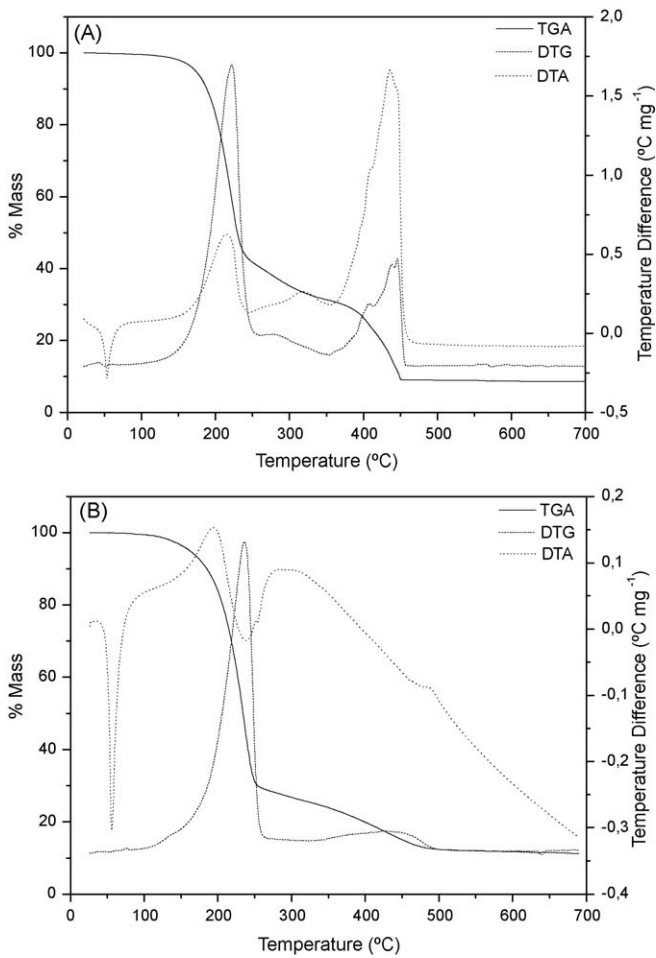 (A)
TGA
DTG
DTA
% Mass
100
80
60
40
20
0
2,0
1,5
1,0
0,5
0,0
-0,5
Temperature Difference (ºC mg⁻¹)
0 100 200 300 400 500 600 700
Temperature (ºC)
(B)
TGA
DTG
DTA
% Mass
100
80
60
40
20
0
0,2
0,1
0,0
-0,1
-0,2
-0,3
-0,4
Temperature Difference (ºC mg⁻¹)
0 100 200 300 400 500 600 700
Temperature (ºC)